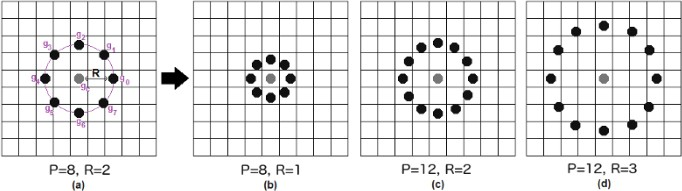 g3 g2 g1
R
g4 gc g0
g5 g6 g7
P=8, R=2 P=8, R=1 P=12, R=2 P=12, R=3
(a) (b) (c) (d)